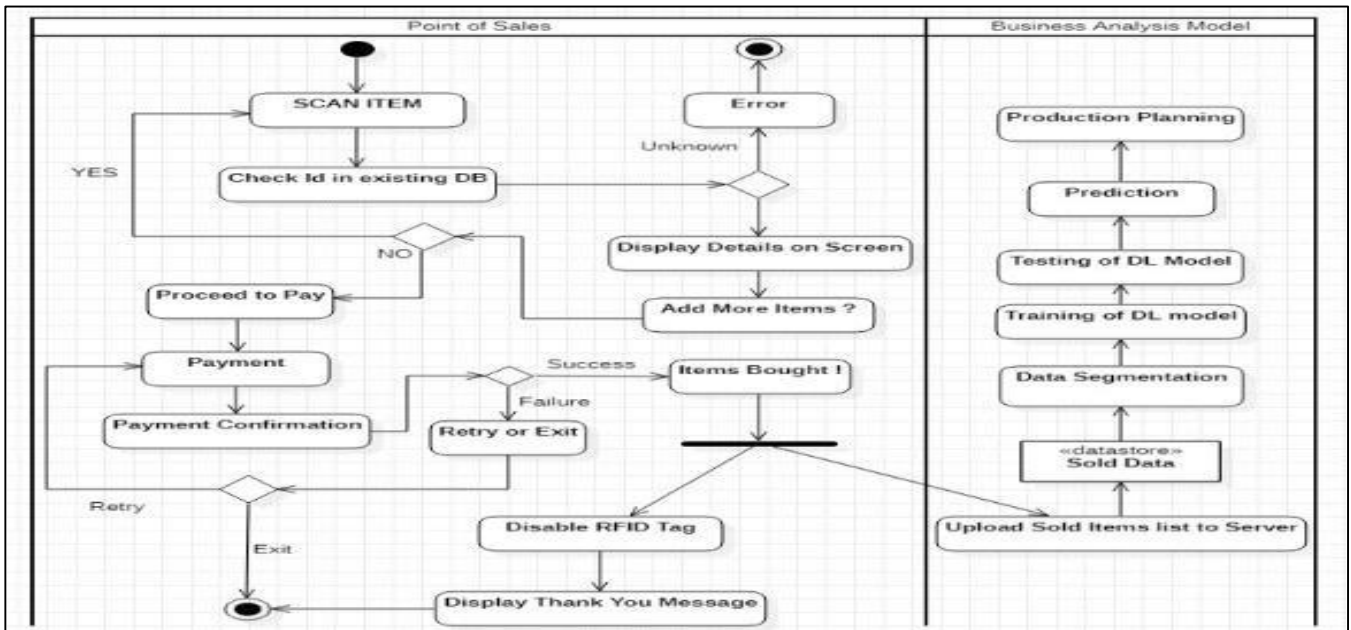 Point of Sales
Business Analysis Model
SCAN ITEM
Error
Production Planning
Unknown
YES
Check Id in existing DB
Prediction
NO
Display Details on Screen
Testing of DL Model
Proceed to Pay
Add More Items ?
Training of DL model
Payment
Success
Items Bought !
Data Segmentation
Failure
Payment Confirmation
Retry or Exit
«datastore»
Sold Data
Retry
Disable RFID Tag
Upload Sold Items list to Server
Exit
Display Thank You Message